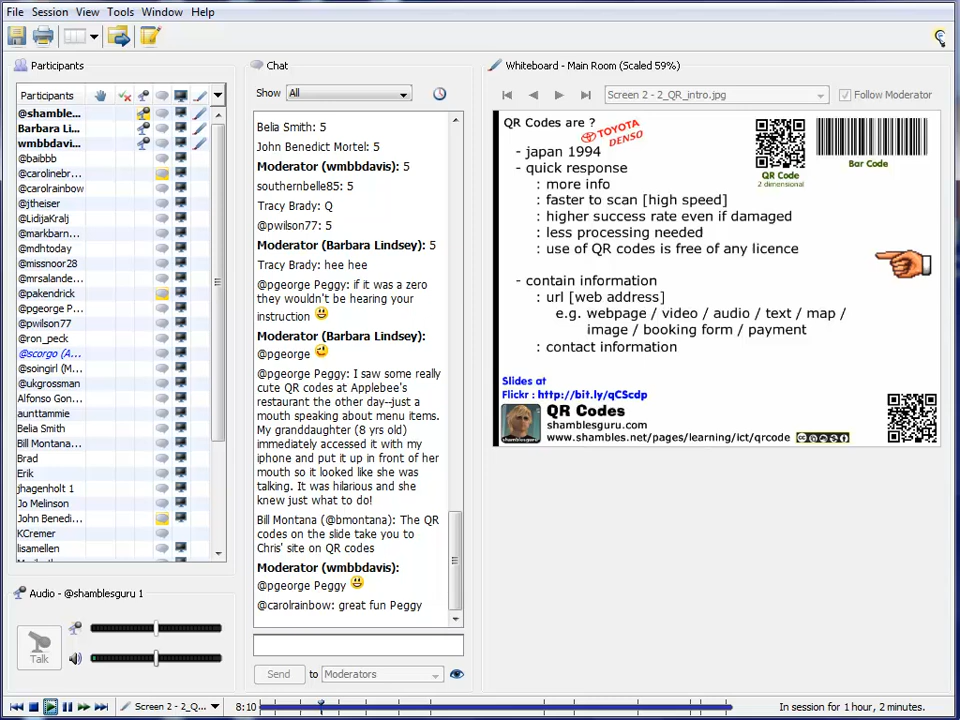 File Session View Tools Window Help
Participants
Participants
@shamble...
Barbara Li...
wmbbdavi...
@baibbb
@carolinebr...
@carolrainbow
@jtheiser
@LidijaKralj
@markbarn...
@mdhtoday
@missnoor28
@mrsalande...
@pakendrick
@pgeorge P...
@pwilson77
@ron_peck
@scorgo (A...
@soingirl (M...
@ukgrossman
Alfonso Gon...
aunttammie
Belia Smith
Bill Montana...
Brad
Erik
jhagenholt 1
Jo Melinson
John Benedi...
KCremer
lisamellen
Audio - @shamblesguru 1
Talk
Chat
Show All
Belia Smith: 5
John Benedict Mortel: 5
Moderator (wmbbdavis): 5
southernbelle85: 5
Tracy Brady: Q
@pwilson77: 5
Moderator (Barbara Lindsey): 5
Tracy Brady: hee hee
@pgeorge Peggy: if it was a zero
they wouldn't be hearing your
instruction
Moderator (Barbara Lindsey):
@pgeorge
@pgeorge Peggy: I saw some really
cute QR codes at Applebee's
restaurant the other day--just a
mouth speaking about menu items.
My granddaughter (8 yrs old)
immediately accessed it with my
iphone and put it up in front of her
mouth so it looked like she was
talking. It was hilarious and she
knew just what to do!
Bill Montana (@bmontana): The QR
codes on the slide take you to
Chris' site on QR codes
Moderator (wmbbdavis):
@pgeorge Peggy
@carolrainbow: great fun Peggy
Send to Moderators
Whiteboard - Main Room (Scaled 59%)
Screen 2 - 2_QR_intro.jpg
Follow Moderator
QR Codes are ?
TOYOTA
DENSO
- japan 1994
- quick response
: more info
: faster to scan [high speed]
: higher success rate even if damaged
: less processing needed
: use of QR codes is free of any licence
QR Code
2 dimensional
Bar Code
- contain information
: url [web address]
e.g. webpage / video / audio / text / map /
image / booking form / payment
: contact information
Slides at
Flickr : http://bit.ly/qCScdp
shamblesguru
QR Codes
shambles.net
www.shambles.net/pages/learning/ict/qrcode
Screen 2 - 2_Q...
8:10
In session for 1 hour, 2 minutes.